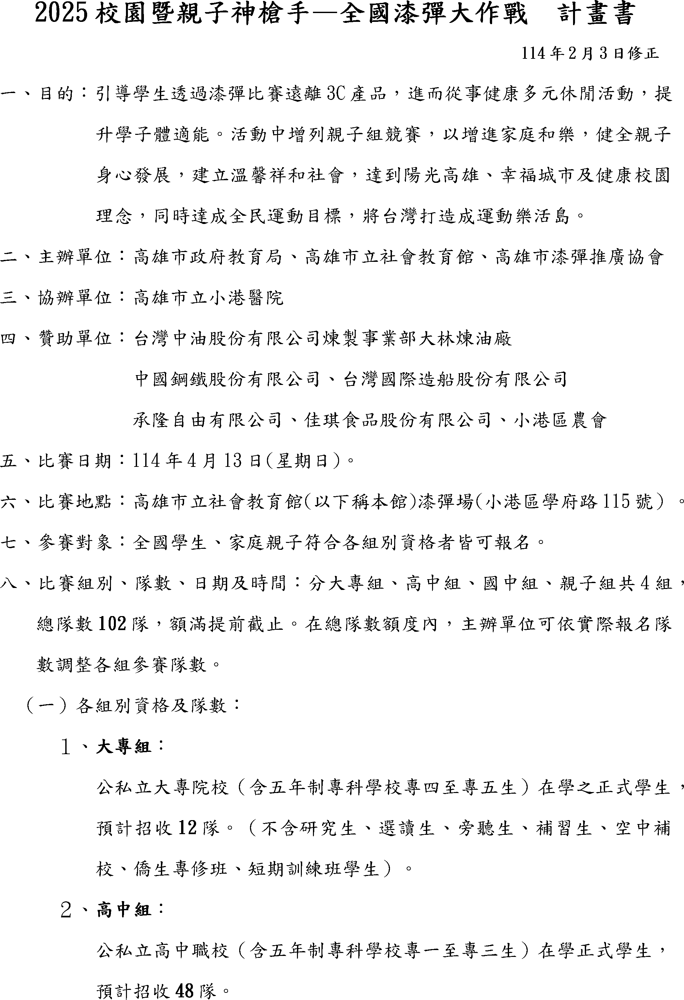 2025校園暨親子神槍手—全國漆彈大作戰　計畫書
114年2月3日修正
一、目的：引導學生透過漆彈比賽遠離3C產品，進而從事健康多元休閒活動，提
升學子體適能。活動中增列親子組競賽，以增進家庭和樂，健全親子
身心發展，建立溫馨祥和社會，達到陽光高雄、幸福城市及健康校園
理念，同時達成全民運動目標，將台灣打造成運動樂活島。
二、主辦單位：高雄市政府教育局、高雄市立社會教育館、高雄市漆彈推廣協會
三、協辦單位：高雄市立小港醫院
四、贊助單位：台灣中油股份有限公司煉製事業部大林煉油廠
中國鋼鐵股份有限公司、台灣國際造船股份有限公司
承隆自由有限公司、佳琪食品股份有限公司、小港區農會
五、比賽日期：114年4月13日(星期日)。
六、比賽地點：高雄市立社會教育館(以下稱本館)漆彈場(小港區學府路115號）。
七、參賽對象：全國學生、家庭親子符合各組別資格者皆可報名。
八、比賽組別、隊數、日期及時間：分大專組、高中組、國中組、親子組共4組，
總隊數102隊，額滿提前截止。在總隊數額度內，主辦單位可依實際報名隊
數調整各組參賽隊數。
（一）各組別資格及隊數：
１、大專組：
公私立大專院校（含五年制專科學校專四至專五生）在學之正式學生，
預計招收12隊。（不含研究生、選讀生、旁聽生、補習生、空中補
校、僑生專修班、短期訓練班學生）。
２、高中組：
公私立高中職校（含五年制專科學校專一至專三生）在學正式學生，
預計招收48隊。